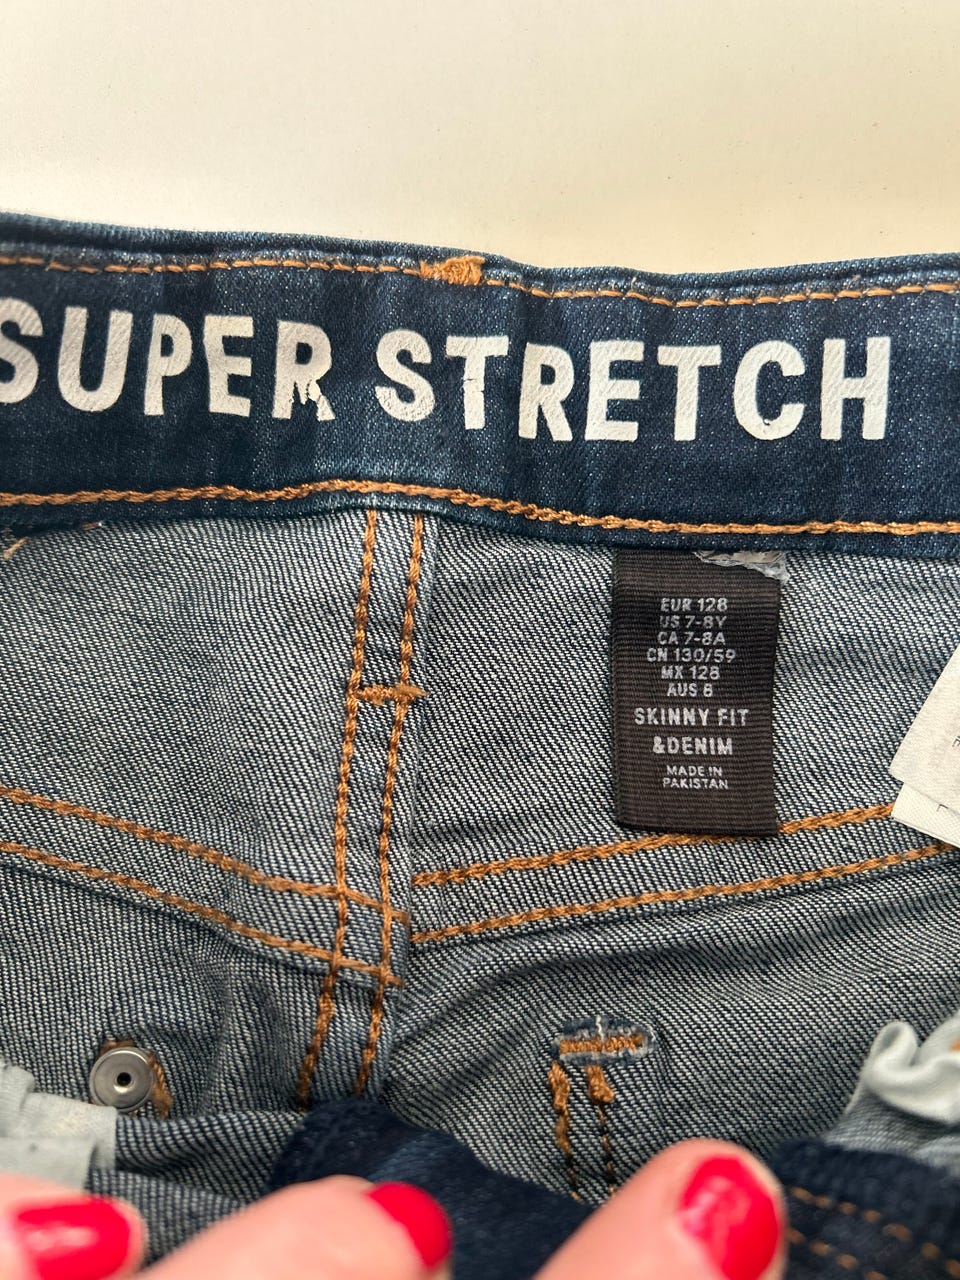 SUPER STRETCH
EUR 128
US 7-8Y
CA 7-8A
CN 130/59
MX 128
AUS 8
SKINNY FIT
&DENIM
MADE IN
PAKISTAN